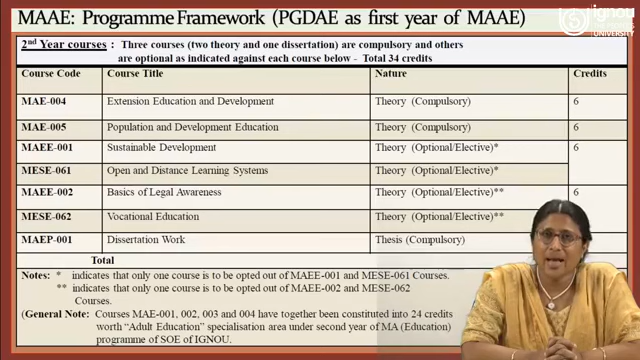 MAAE: Programme Framework (PGDAE as first year of MAAE)
ignou
UNIVERSITY
2nd Year courses : Three courses (two theory and one dissertation) are compulsory and others
are optional as indicated against each course below - Total 34 credits
Course Code Course Title Nature Credits
MAE-004 Extension Education and Development Theory (Compulsory) 6
MAE-005 Population and Development Education Theory (Compulsory) 6
MAEE-001 Sustainable Development Theory (Optional/Elective)* 6
MESE-061 Open and Distance Learning Systems Theory (Optional/Elective)*
MAEE-002 Basics of Legal Awareness Theory (Optional/Elective)** 6
MESE-062 Vocational Education Theory (Optional/Elective)**
MAEP-001 Dissertation Work Thesis (Compulsory)
Total
Notes: * indicates that only one course is to be opted out of MAEE-001 and MESE-061 Courses.
** indicates that only one course is to be opted out of MAEE-002 and MESE-062
Courses.
(General Note: Courses MAE-001, 002, 003 and 004 have together been constituted into 24 credits
worth "Adult Education" specialisation area under second year of MA (Education)
programme of SOE of IGNOU.